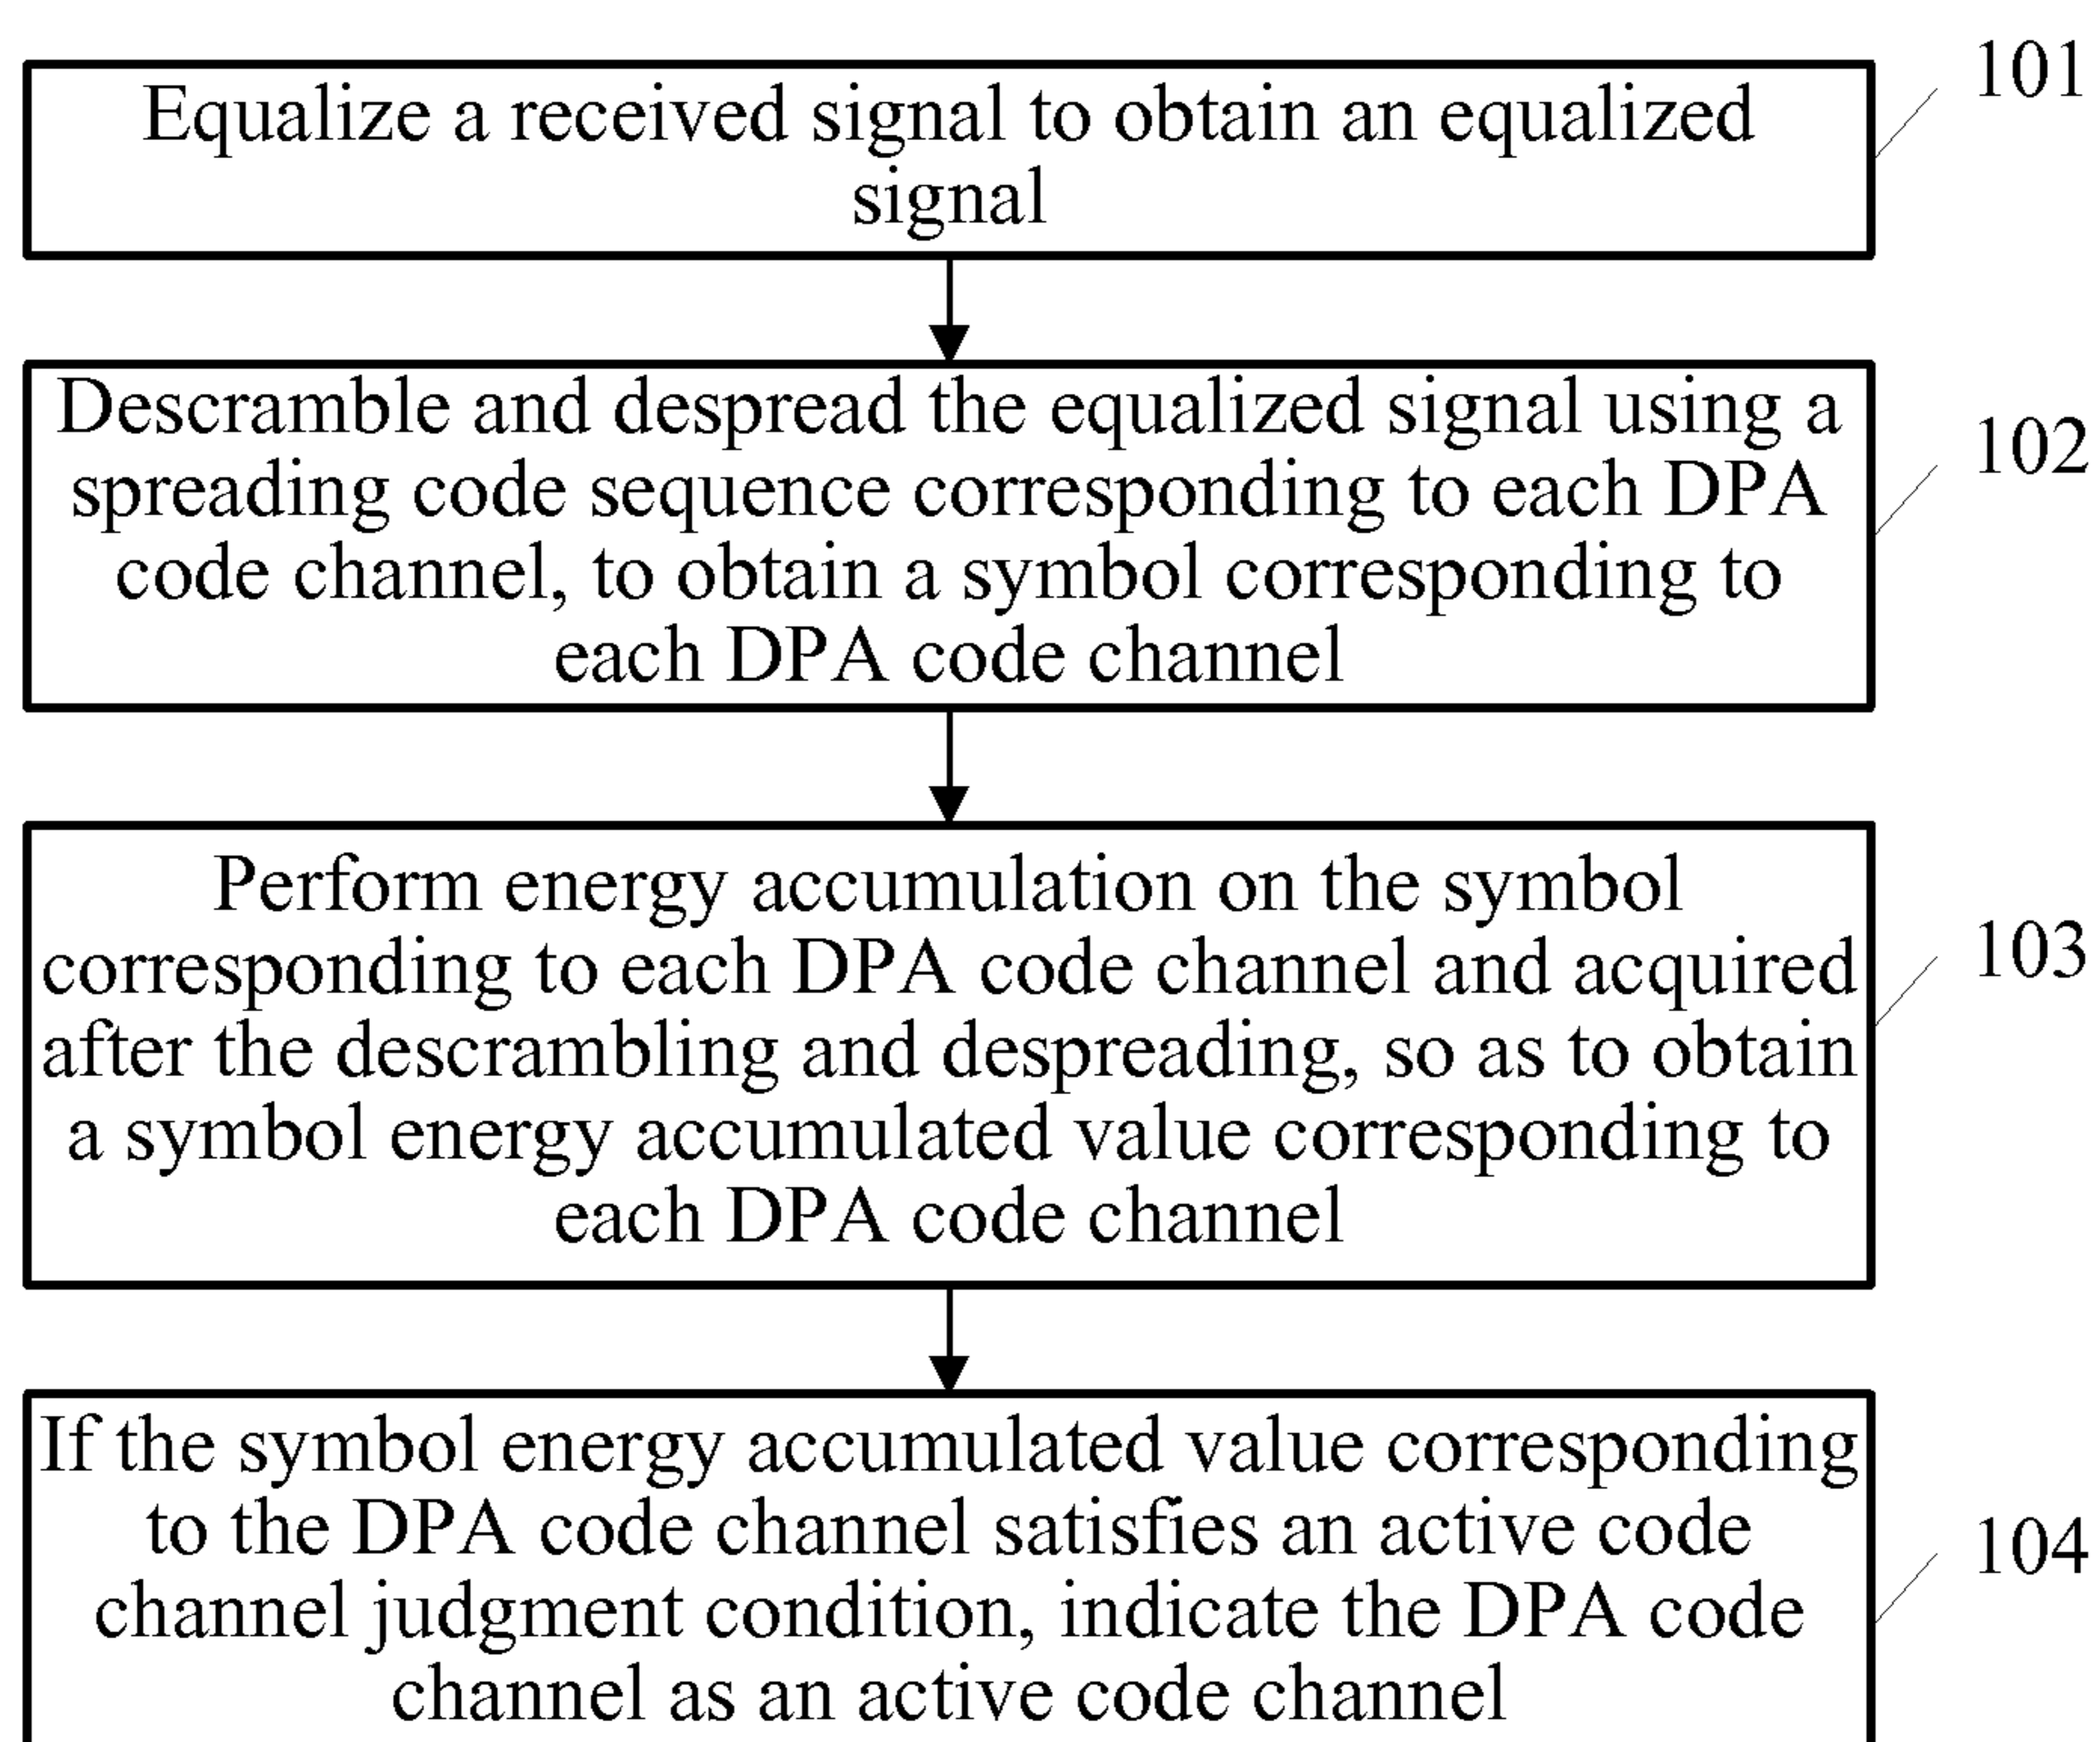 Equalize a received signal to obtain an equalized
signal
101
Descramble and despread the equalized signal using a
spreading code sequence corresponding to each DPA
code channel, to obtain a symbol corresponding to
each DPA code channel
102
Perform energy accumulation on the symbol
corresponding to each DPA code channel and acquired
after the descrambling and despreading, so as to obtain
a symbol energy accumulated value corresponding to
each DPA code channel
103
If the symbol energy accumulated value corresponding
to the DPA code channel satisfies an active code
channel judgment condition, indicate the DPA code
channel as an active code channel
104